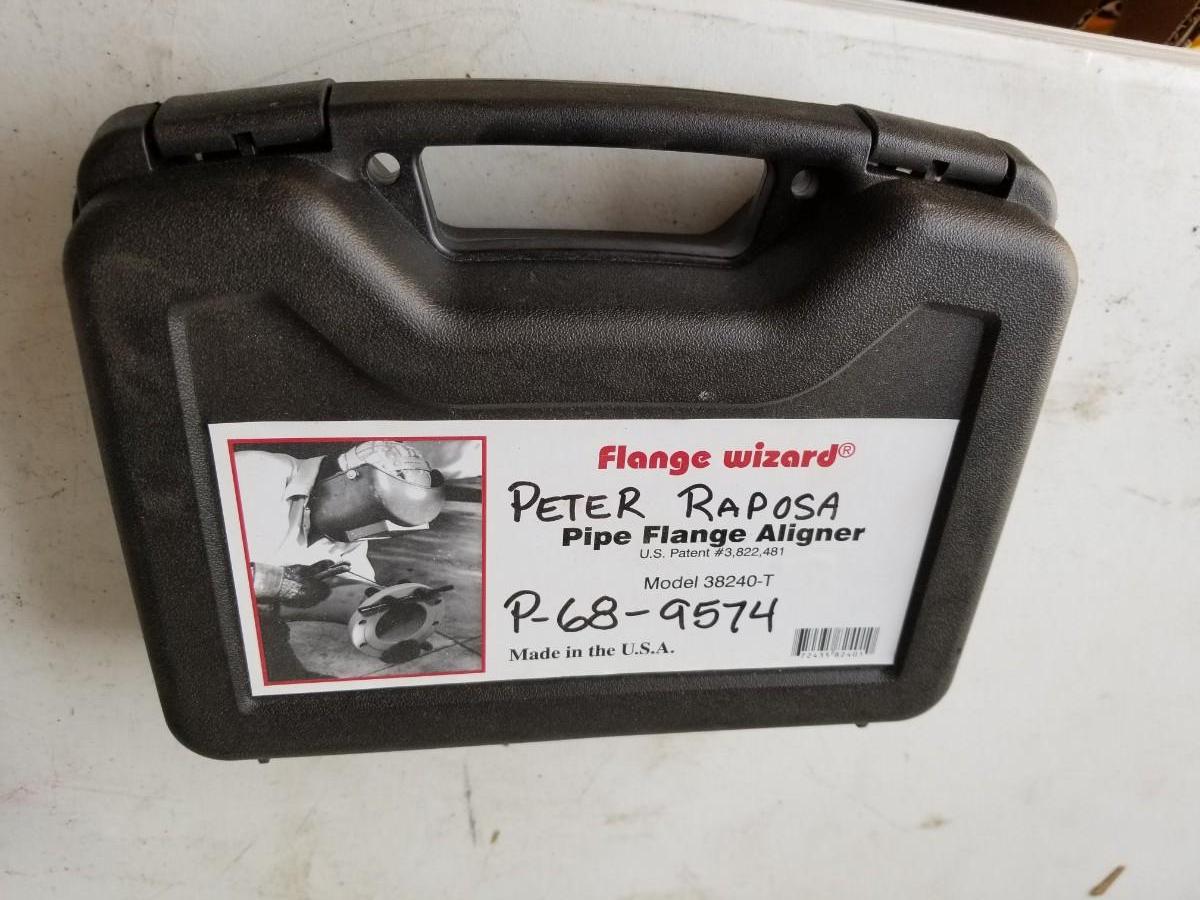 Flange wizard®
PETER RAPOSA
Pipe Flange Aligner
U.S. Patent #3,822,481
Model 38240-T
P-68-9574
Made in the U.S.A.